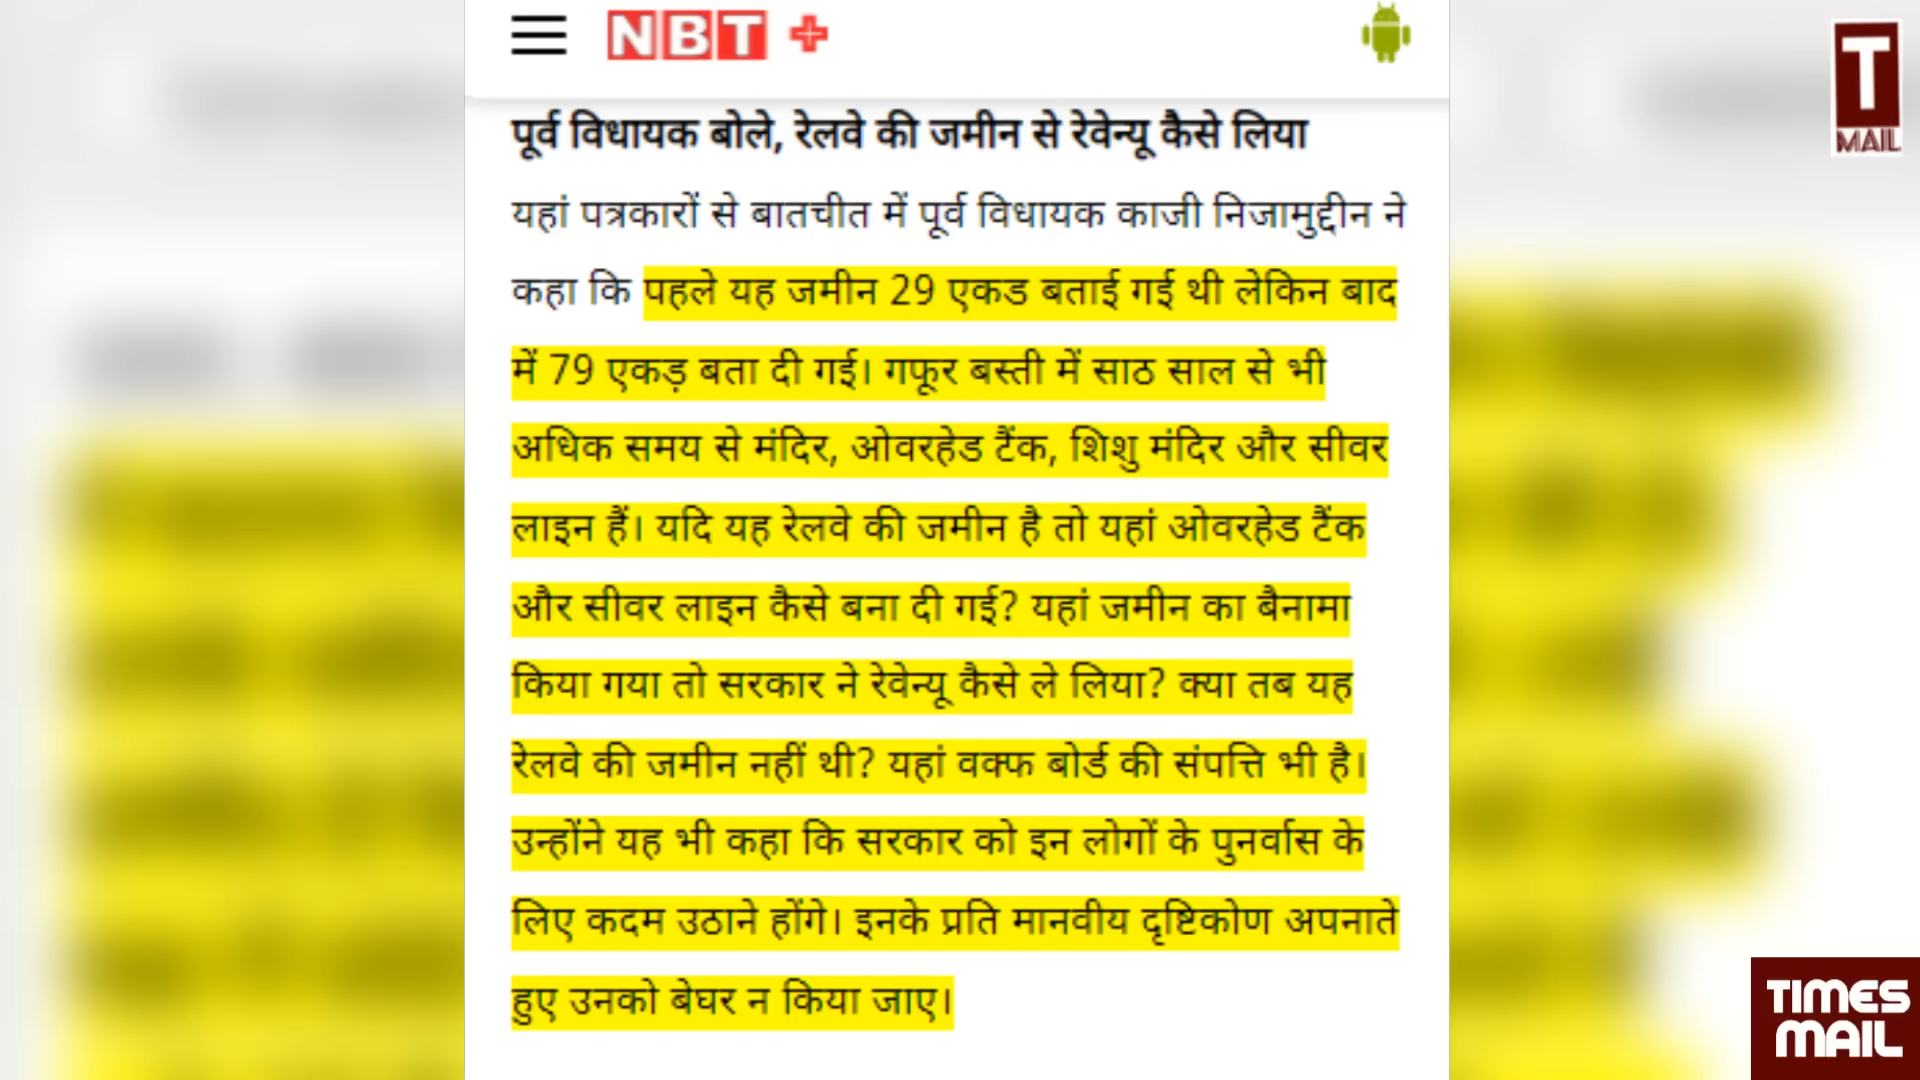 NBT +
T
MAIL
पूर्व विधायक बोले, रेलवे की जमीन से रेवेन्यू कैसे लिया
यहां पत्रकारों से बातचीत में पूर्व विधायक काजी निजामुद्दीन ने
कहा कि पहले यह जमीन 29 एकड बताई गई थी लेकिन बाद
में 79 एकड़ बता दी गई। गफूर बस्ती में साठ साल से भी
अधिक समय से मंदिर, ओवरहेड टैंक, शिशु मंदिर और सीवर
लाइन हैं। यदि यह रेलवे की जमीन है तो यहां ओवरहेड टैंक
और सीवर लाइन कैसे बना दी गई? यहां जमीन का बैनामा
किया गया तो सरकार ने रेवेन्यू कैसे ले लिया? क्या तब यह
रेलवे की जमीन नहीं थी? यहां वक्फ बोर्ड की संपत्ति भी है।
उन्होंने यह भी कहा कि सरकार को इन लोगों के पुनर्वास के
लिए कदम उठाने होंगे। इनके प्रति मानवीय दृष्टिकोण अपनाते
हुए उनको बेघर न किया जाए।
TIMES
MAIL